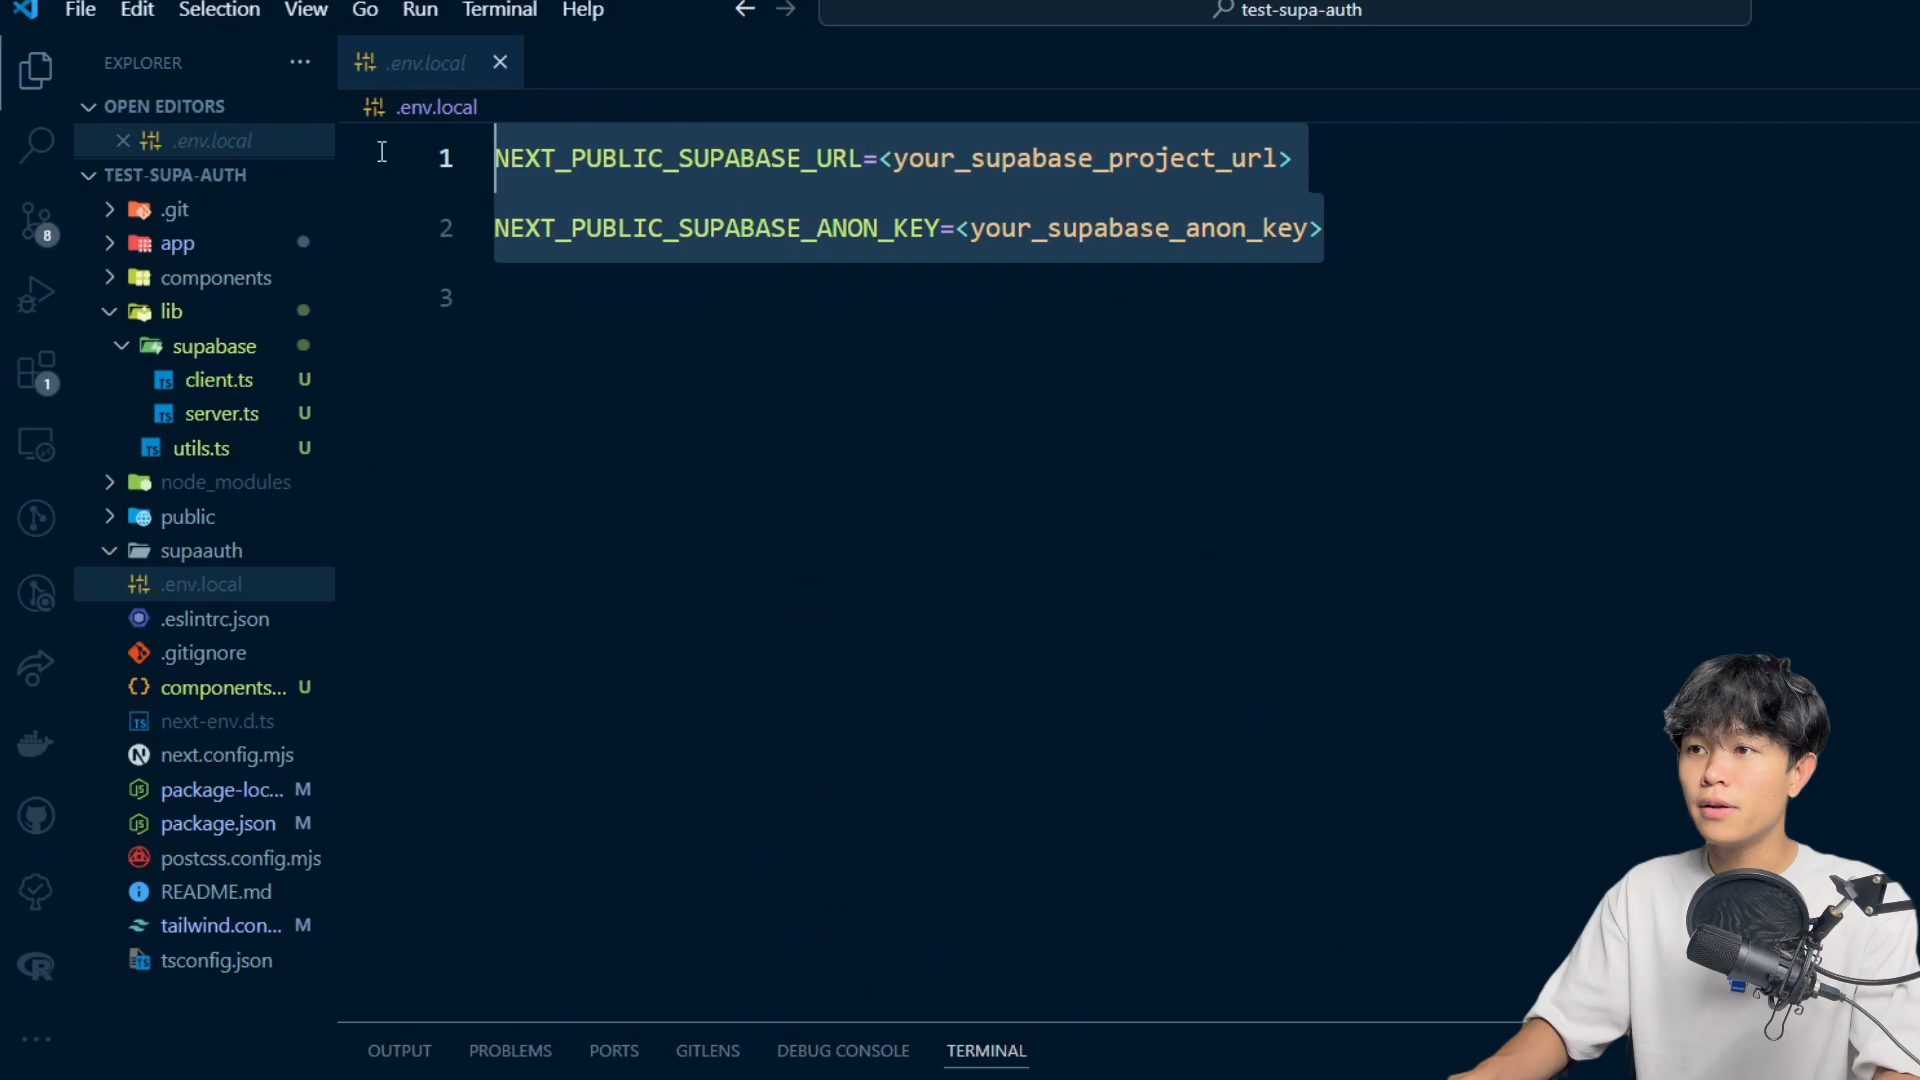 File Edit Selection View Go Run Terminal Help
test-supa-auth
EXPLORER
.env.local
OPEN EDITORS
.env.local
.env.local
TEST-SUPA-AUTH
.git
app
components
lib
supabase
client.ts U
server.ts U
utils.ts U
node_modules
public
supaauth
.env.local
.eslintrc.json
.gitignore
components... U
next-env.d.ts
next.config.mjs
package-loc... M
package.json M
postcss.config.mjs
README.md
tailwind.con... M
tsconfig.json
8
1
1 NEXT_PUBLIC_SUPABASE_URL=<your_supabase_project_url>
2 NEXT_PUBLIC_SUPABASE_ANON_KEY=<your_supabase_anon_key>
3
OUTPUT PROBLEMS PORTS GITLENS DEBUG CONSOLE TERMINAL